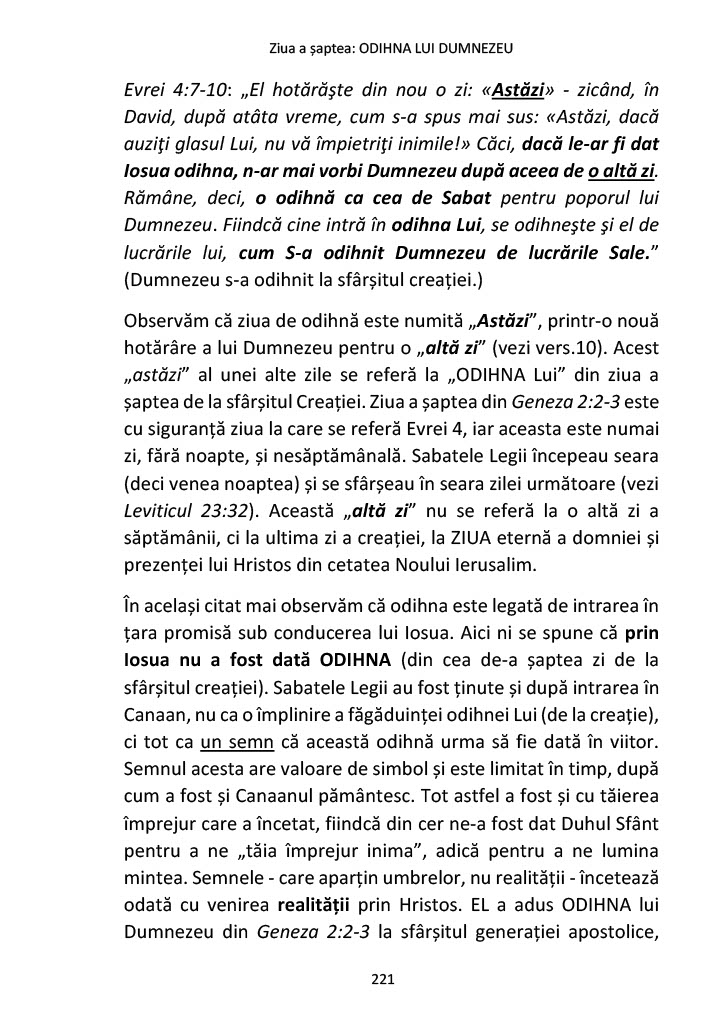 Ziua a șaptea: ODIHNA LUI DUMNEZEU
Evrei 4:7-10: „El hotărăşte din nou o zi: «Astăzi» - zicând, în
David, după atâta vreme, cum s-a spus mai sus: «Astăzi, dacă
auziţi glasul Lui, nu vă împietriţi inimile!» Căci, dacă le-ar fi dat
Iosua odihna, n-ar mai vorbi Dumnezeu după aceea de o altă zi.
Rămâne, deci, o odihnă ca cea de Sabat pentru poporul lui
Dumnezeu. Fiindcă cine intră în odihna Lui, se odihneşte şi el de
lucrările lui, cum S-a odihnit Dumnezeu de lucrările Sale.”
(Dumnezeu s-a odihnit la sfârșitul creației.)
Observăm că ziua de odihnă este numită „Astăzi”, printr-o nouă
hotărâre a lui Dumnezeu pentru o „altă zi” (vezi vers.10). Acest
„astăzi” al unei alte zile se referă la „ODIHNA Lui” din ziua a
șaptea de la sfârșitul Creației. Ziua a șaptea din Geneza 2:2-3 este
cu siguranță ziua la care se referă Evrei 4, iar aceasta este numai
zi, fără noapte, și nesăptămânală. Sabatele Legii începeau seara
(deci venea noaptea) și se sfârșeau în seara zilei următoare (vezi
Leviticul 23:32). Această „altă zi” nu se referă la o altă zi a
săptămânii, ci la ultima zi a creației, la ZIUA eternă a domniei și
prezenței lui Hristos din cetatea Noului Ierusalim.
În același citat mai observăm că odihna este legată de intrarea în
țara promisă sub conducerea lui Iosua. Aici ni se spune că prin
Iosua nu a fost dată ODIHNA (din cea de-a șaptea zi de la
sfârșitul creației). Sabatele Legii au fost ținute și după intrarea în
Canaan, nu ca o împlinire a făgăduinței odihnei Lui (de la creație),
ci tot ca un semn că această odihnă urma să fie dată în viitor.
Semnul acesta are valoare de simbol și este limitat în timp, după
cum a fost și Canaanul pământesc. Tot astfel a fost și cu tăierea
împrejur care a încetat, fiindcă din cer ne-a fost dat Duhul Sfânt
pentru a ne „tăia împrejur inima”, adică pentru a ne lumina
mintea. Semnele - care aparțin umbrelor, nu realității - încetează
odată cu venirea realității prin Hristos. EL a adus ODIHNA lui
Dumnezeu din Geneza 2:2-3 la sfârșitul generației apostolice,
221